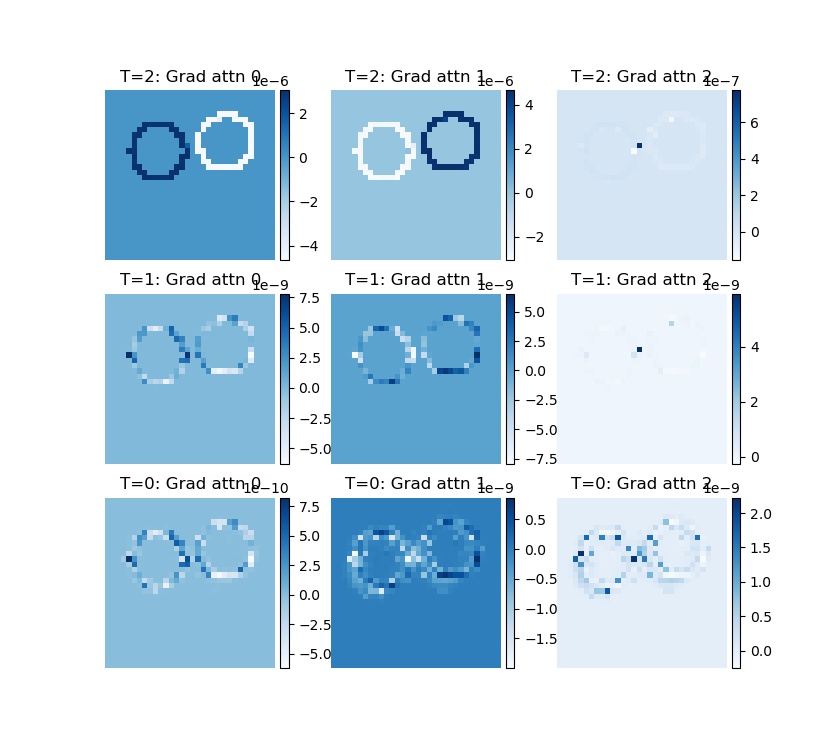 T=2: Grad attn 0
1e−6
2
0
−2
−4
T=2: Grad attn 1
1e−6
4
2
0
−2
T=2: Grad attn 2
1e−7
6
4
2
0
T=1: Grad attn 0
1e−9
7.5
5.0
2.5
0.0
−2.5
−5.0
T=1: Grad attn 1
1e−9
5.0
2.5
0.0
−2.5
−5.0
−7.5
T=1: Grad attn 2
1e−9
4
2
0
T=0: Grad attn 0
1e−10
7.5
5.0
2.5
0.0
−2.5
−5.0
T=0: Grad attn 1
1e−9
0.5
0.0
−0.5
−1.0
−1.5
T=0: Grad attn 2
1e−9
2.0
1.5
1.0
0.5
0.0